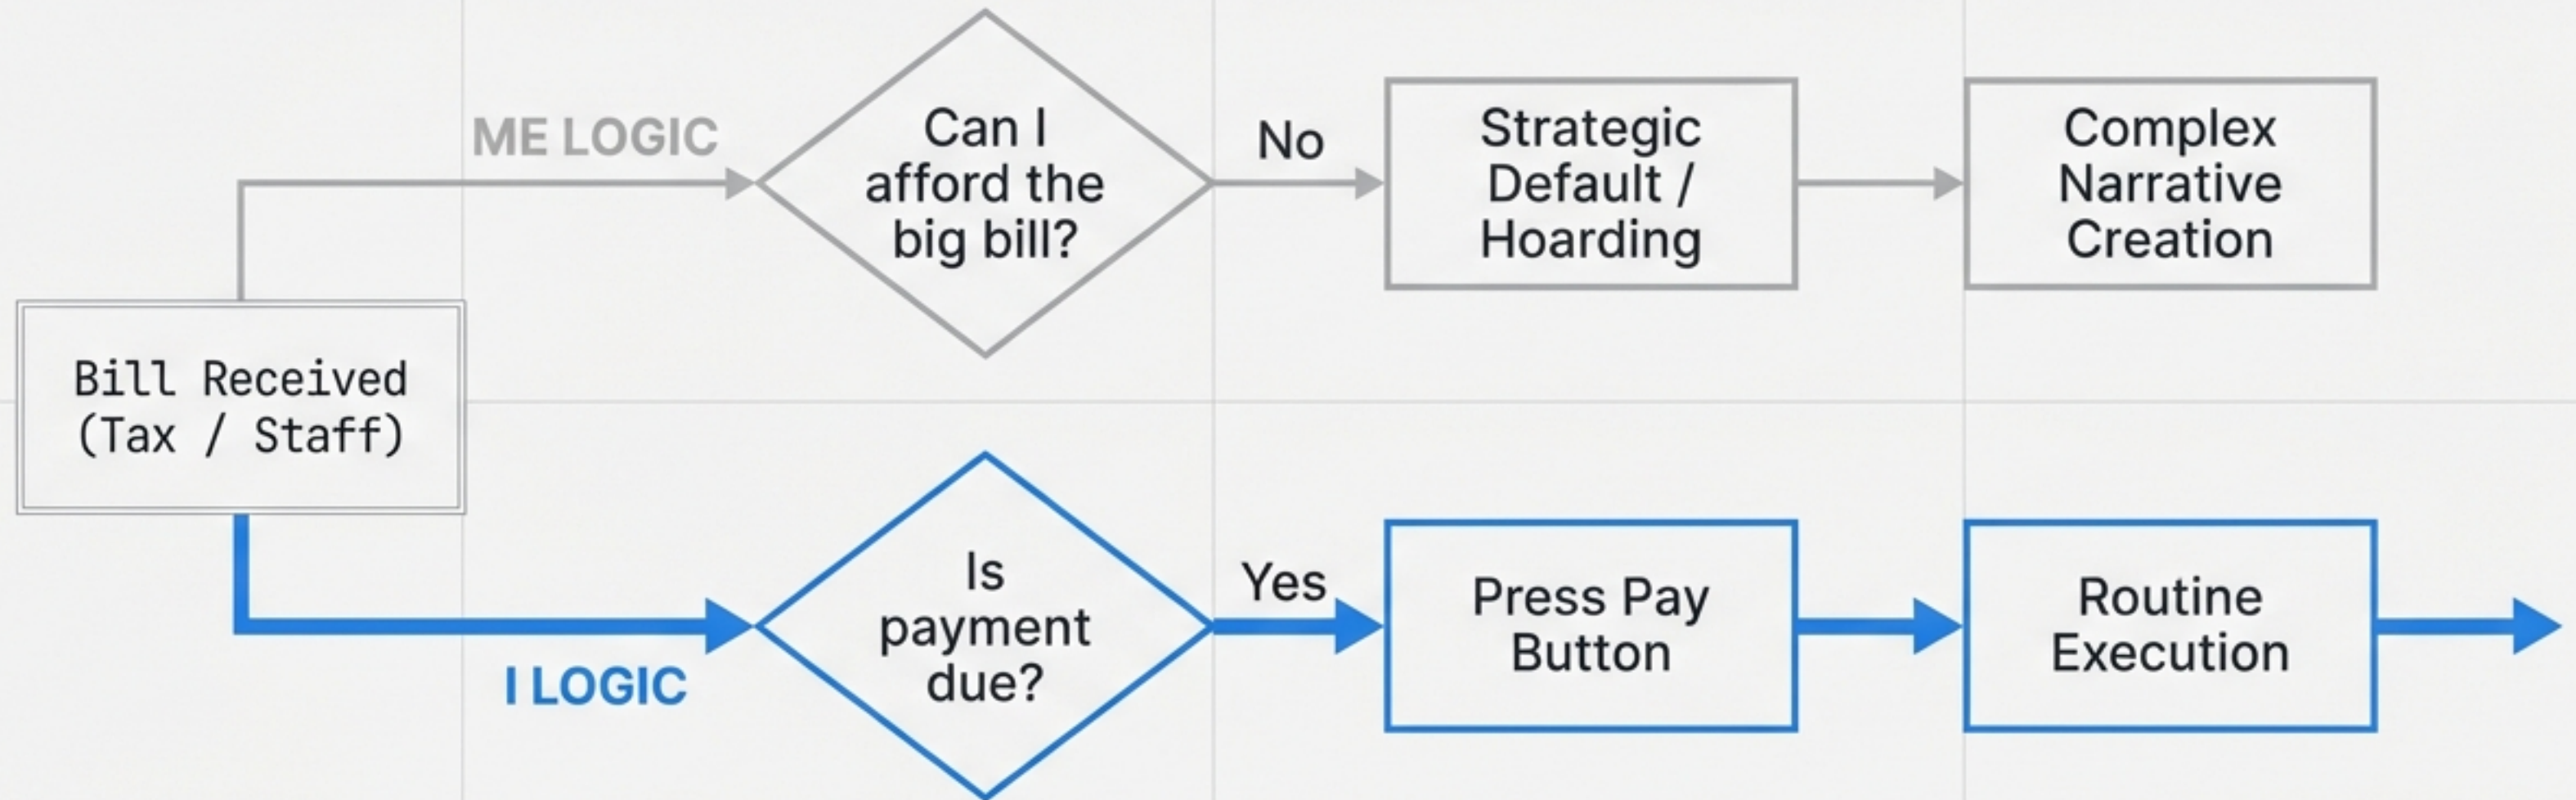 ME LOGIC
Can I
afford the
big bill?
No
Strategic
Default /
Hoarding
Complex
Narrative
Creation
Bill Received
(Tax / Staff)
I LOGIC
Is
payment
due?
Yes
Press Pay
Button
Routine
Execution